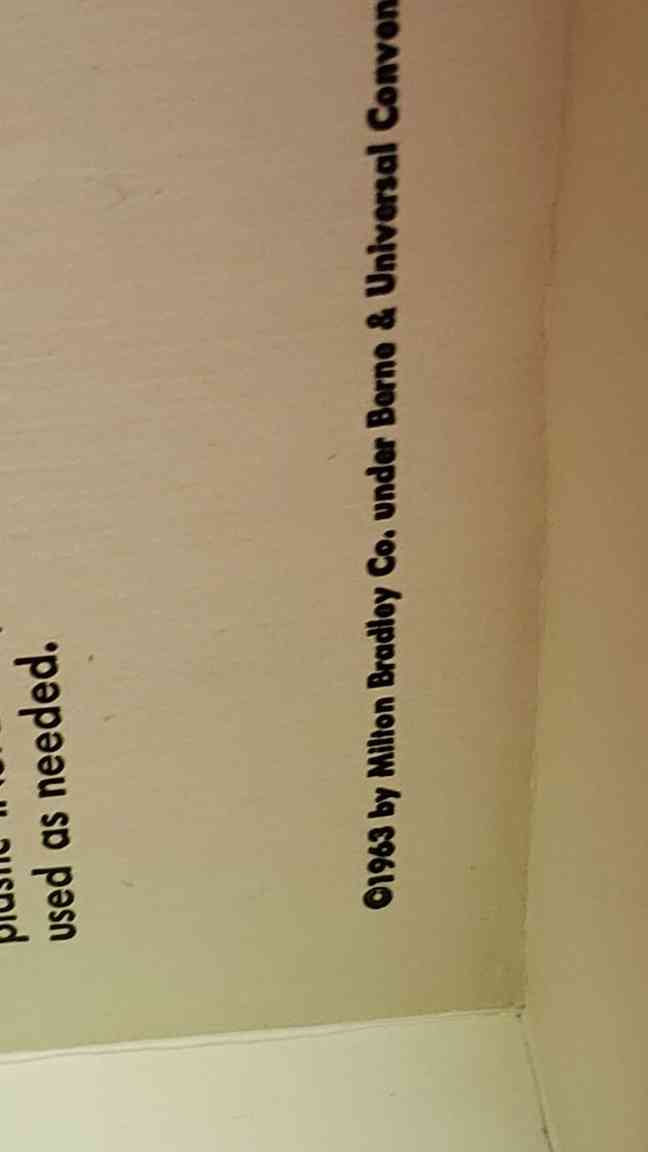 used as needed.
©1963 by Milton Bradley Co. under Berne & Universal